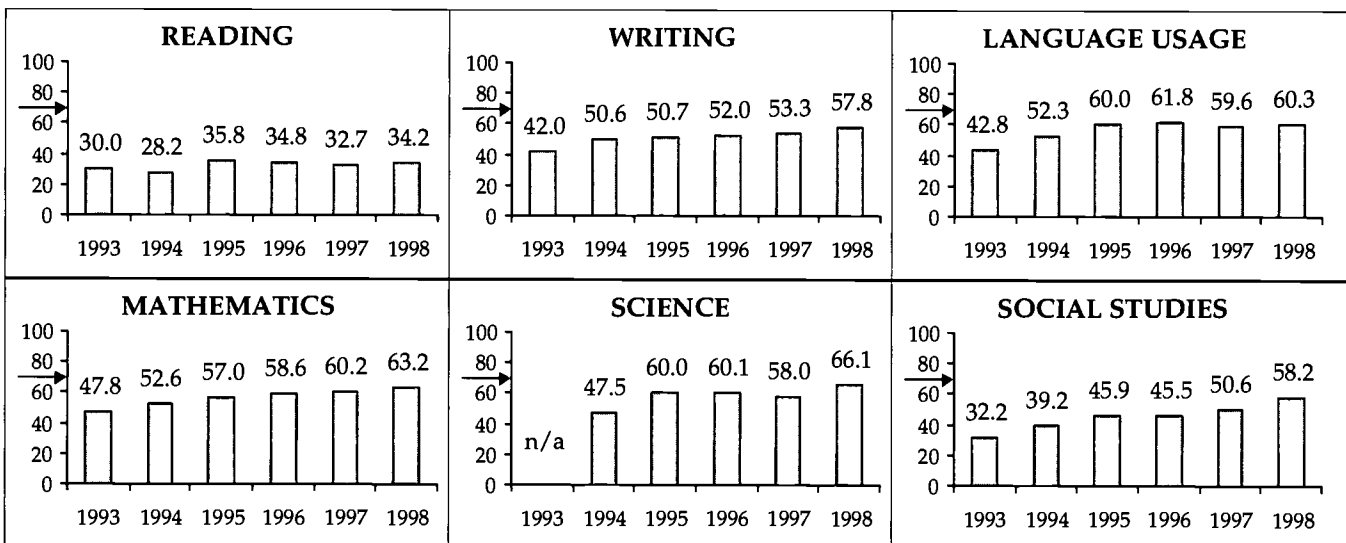 READING
100
80
60
40
20
0
30.0 28.2 35.8 34.8 32.7 34.2
1993 1994 1995 1996 1997 1998
WRITING
100
80
60
40
20
0
42.0 50.6 50.7 52.0 53.3 57.8
1993 1994 1995 1996 1997 1998
LANGUAGE USAGE
100
80
60
40
20
0
42.8 52.3 60.0 61.8 59.6 60.3
1993 1994 1995 1996 1997 1998
MATHEMATICS
100
80
60
40
20
0
47.8 52.6 57.0 58.6 60.2 63.2
1993 1994 1995 1996 1997 1998
SCIENCE
100
80
60
40
20
0
n/a 47.5 60.0 60.1 58.0 66.1
1993 1994 1995 1996 1997 1998
SOCIAL STUDIES
100
80
60
40
20
0
32.2 39.2 45.9 45.5 50.6 58.2
1993 1994 1995 1996 1997 1998